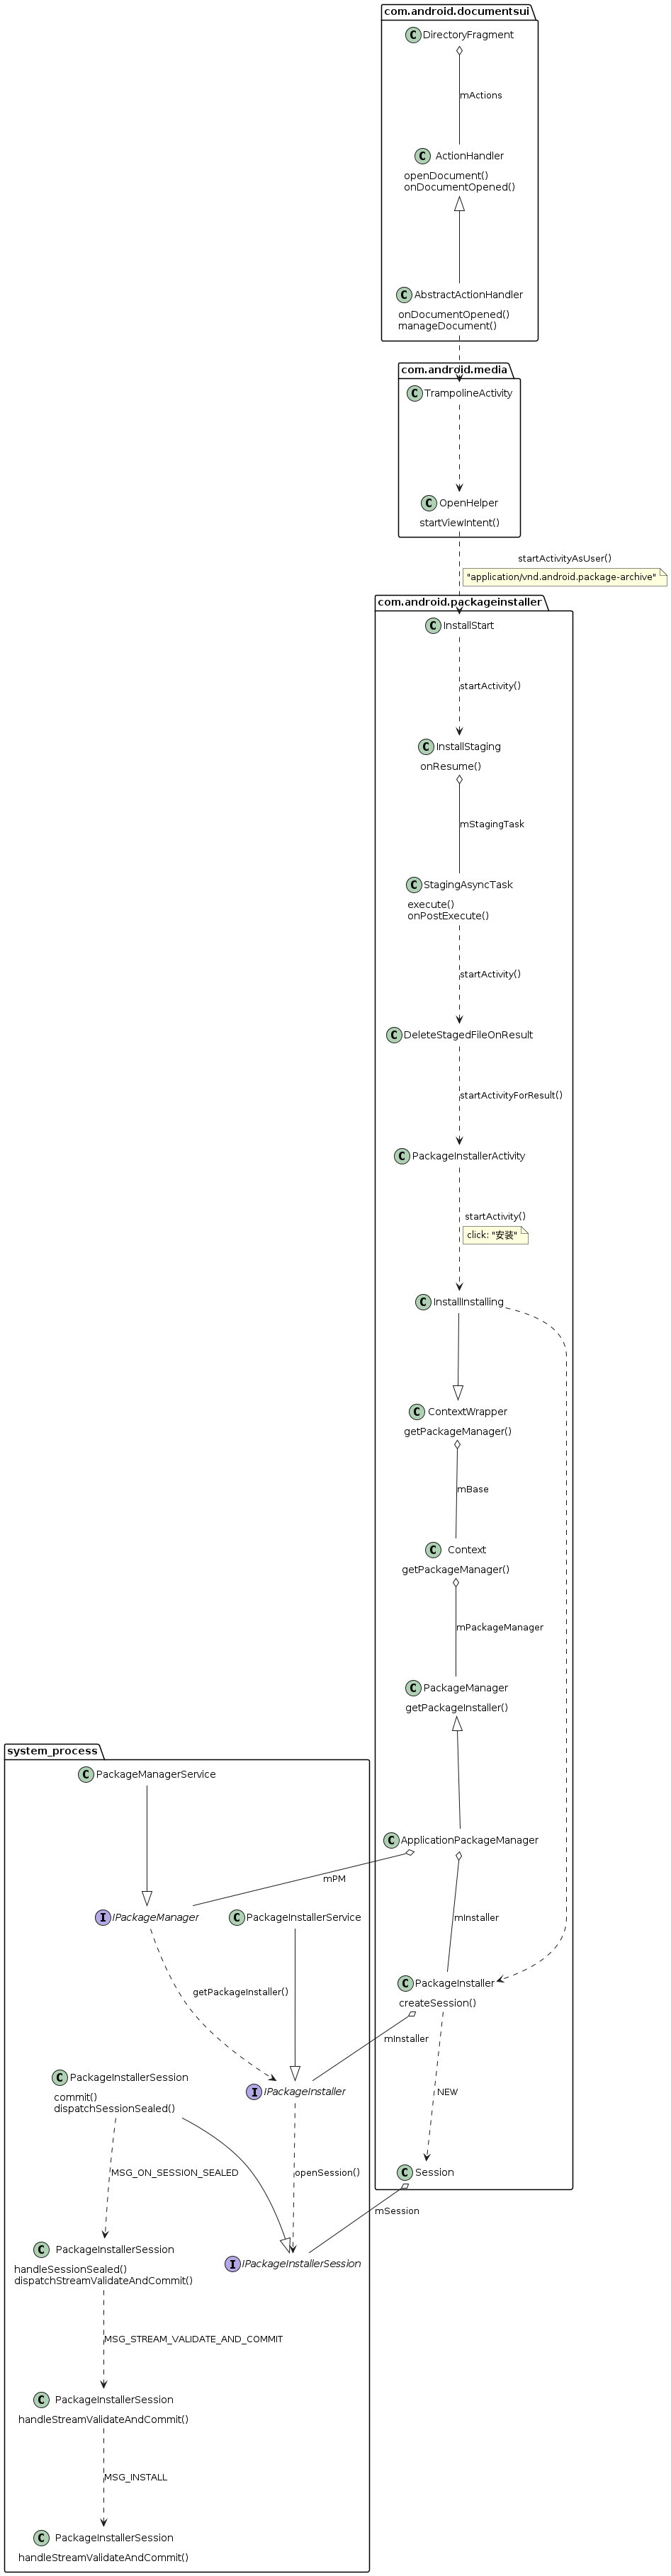 com.android.documentsui
C DirectoryFragment
mActions
C ActionHandler
openDocument()
onDocumentOpened()
C AbstractActionHandler
onDocumentOpened()
manageDocument()
com.android.media
C TrampolineActivity
C OpenHelper
startViewIntent()
startActivityAsUser()
"application/vnd.android.package-archive"
com.android.packageinstaller
C InstallStart
startActivity()
C InstallStaging
onResume()
mStagingTask
C StagingAsyncTask
execute()
onPostExecute()
startActivity()
C DeleteStagedFileOnResult
startActivityForResult()
C PackageInstallerActivity
startActivity()
click: "安装"
C InstallInstalling
C ContextWrapper
getPackageManager()
mBase
C Context
getPackageManager()
mPackageManager
C PackageManager
getPackageInstaller()
system_process
C PackageManagerService
C ApplicationPackageManager
mPM
I IPackageManager
C PackageInstallerService
mInstaller
C PackageInstaller
createSession()
getPackageInstaller()
mInstaller
C PackageInstallerSession
commit()
dispatchSessionSealed()
I IPackageInstaller
NEW
MSG_ON_SESSION_SEALED
openSession()
C Session
mSession
C PackageInstallerSession
handleSessionSealed()
dispatchStreamValidateAndCommit()
I IPackageInstallerSession
MSG_STREAM_VALIDATE_AND_COMMIT
C PackageInstallerSession
handleStreamValidateAndCommit()
MSG_INSTALL
C PackageInstallerSession
handleStreamValidateAndCommit()